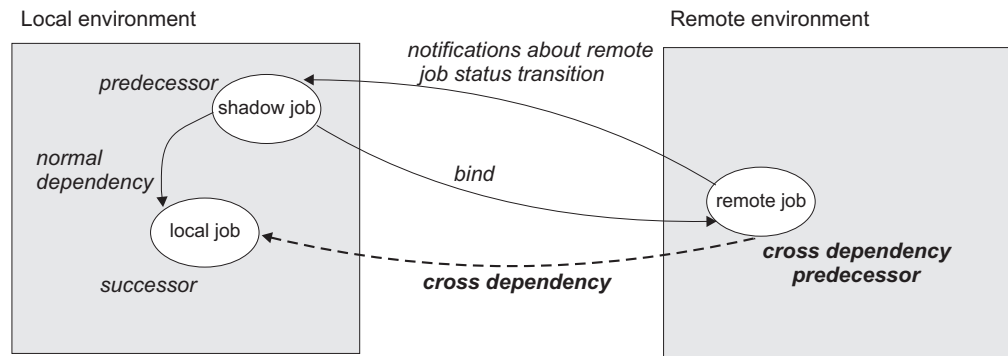 Local environment
Remote environment
notifications about remote
job status transition
predecessor
shadow job
normal
dependency
bind
remote job
local job
cross dependency
predecessor
cross dependency
successor